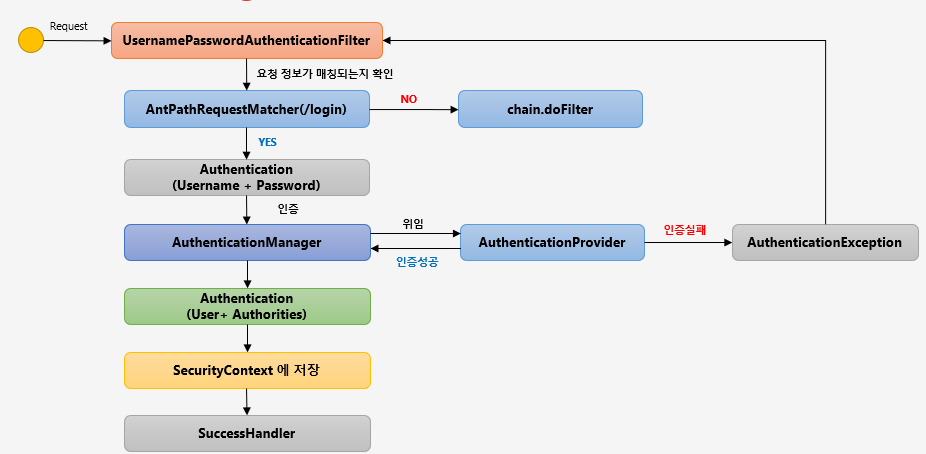 Request
UsernamePasswordAuthenticationFilter
요청 정보가 매칭되는지 확인
AntPathRequestMatcher(/login)
NO
chain.doFilter
YES
Authentication
(Username + Password)
인증
AuthenticationManager
위임
인증성공
AuthenticationProvider
인증실패
AuthenticationException
Authentication
(User+ Authorities)
SecurityContext 에 저장
SuccessHandler